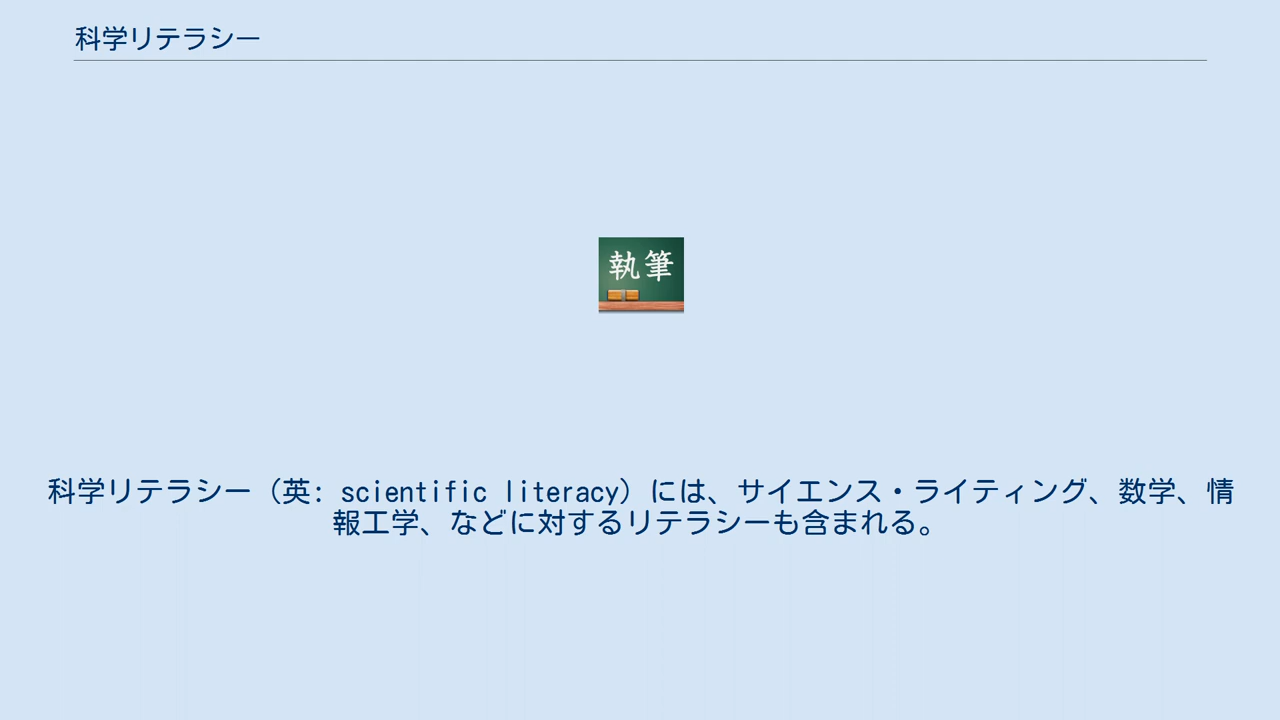 科学リテラシー
執筆
科学リテラシー（英: scientific literacy）には、サイエンス・ライティング、数学、情
報工学、などに対するリテラシーも含まれる。